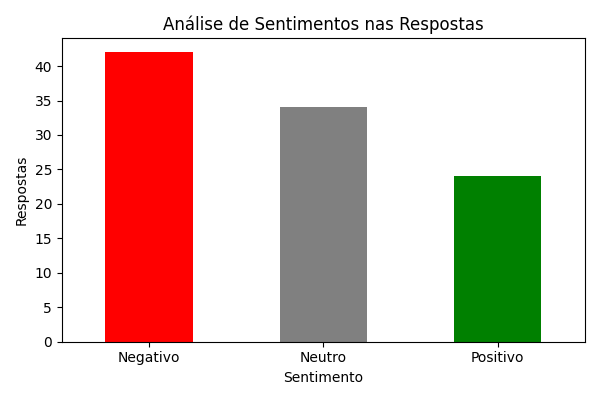 Análise de Sentimentos nas Respostas
Respostas
40
35
30
25
20
15
10
5
0
Negativo Neutro Positivo
Sentimento